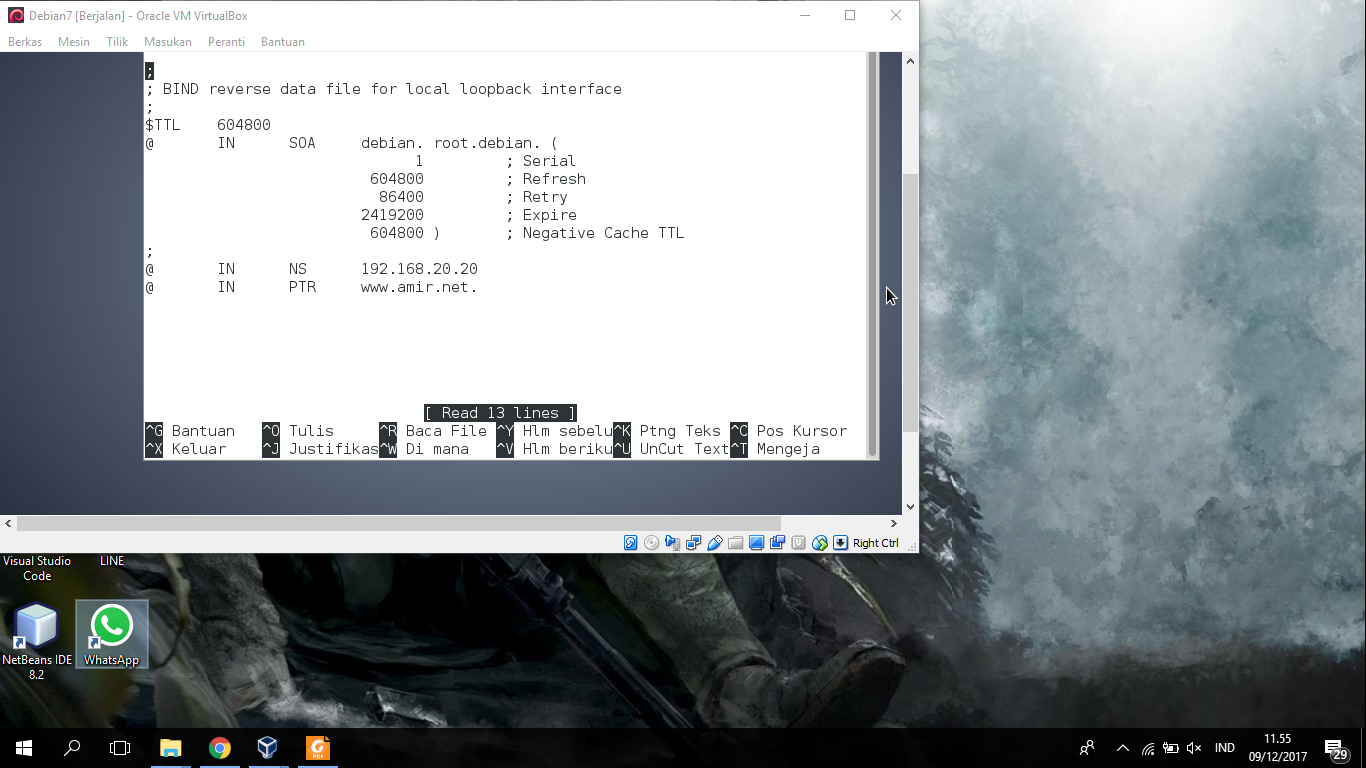 Debian7 [Berjalan] - Oracle VM VirtualBox
Berkas Mesin Tilik Masukan Peranti Bantuan
;
; BIND reverse data file for local loopback interface
;
$TTL 604800
@ IN SOA debian. root.debian. (
1 ; Serial
604800 ; Refresh
86400 ; Retry
2419200 ; Expire
604800 ) ; Negative Cache TTL
;
@ IN NS 192.168.20.20
@ IN PTR www.amir.net.
[ Read 13 lines ]
^G Bantuan ^O Tulis ^R Baca File ^Y Hlm sebelu^K Ptng Teks ^C Pos Kursor
^X Keluar ^J Justifikas^W Di mana ^V Hlm beriku^U UnCut Text^T Mengeja
Right Ctrl
Visual Studio Code
LINE
NetBeans IDE 8.2
WhatsApp
IND
11.55
09/12/2017
29